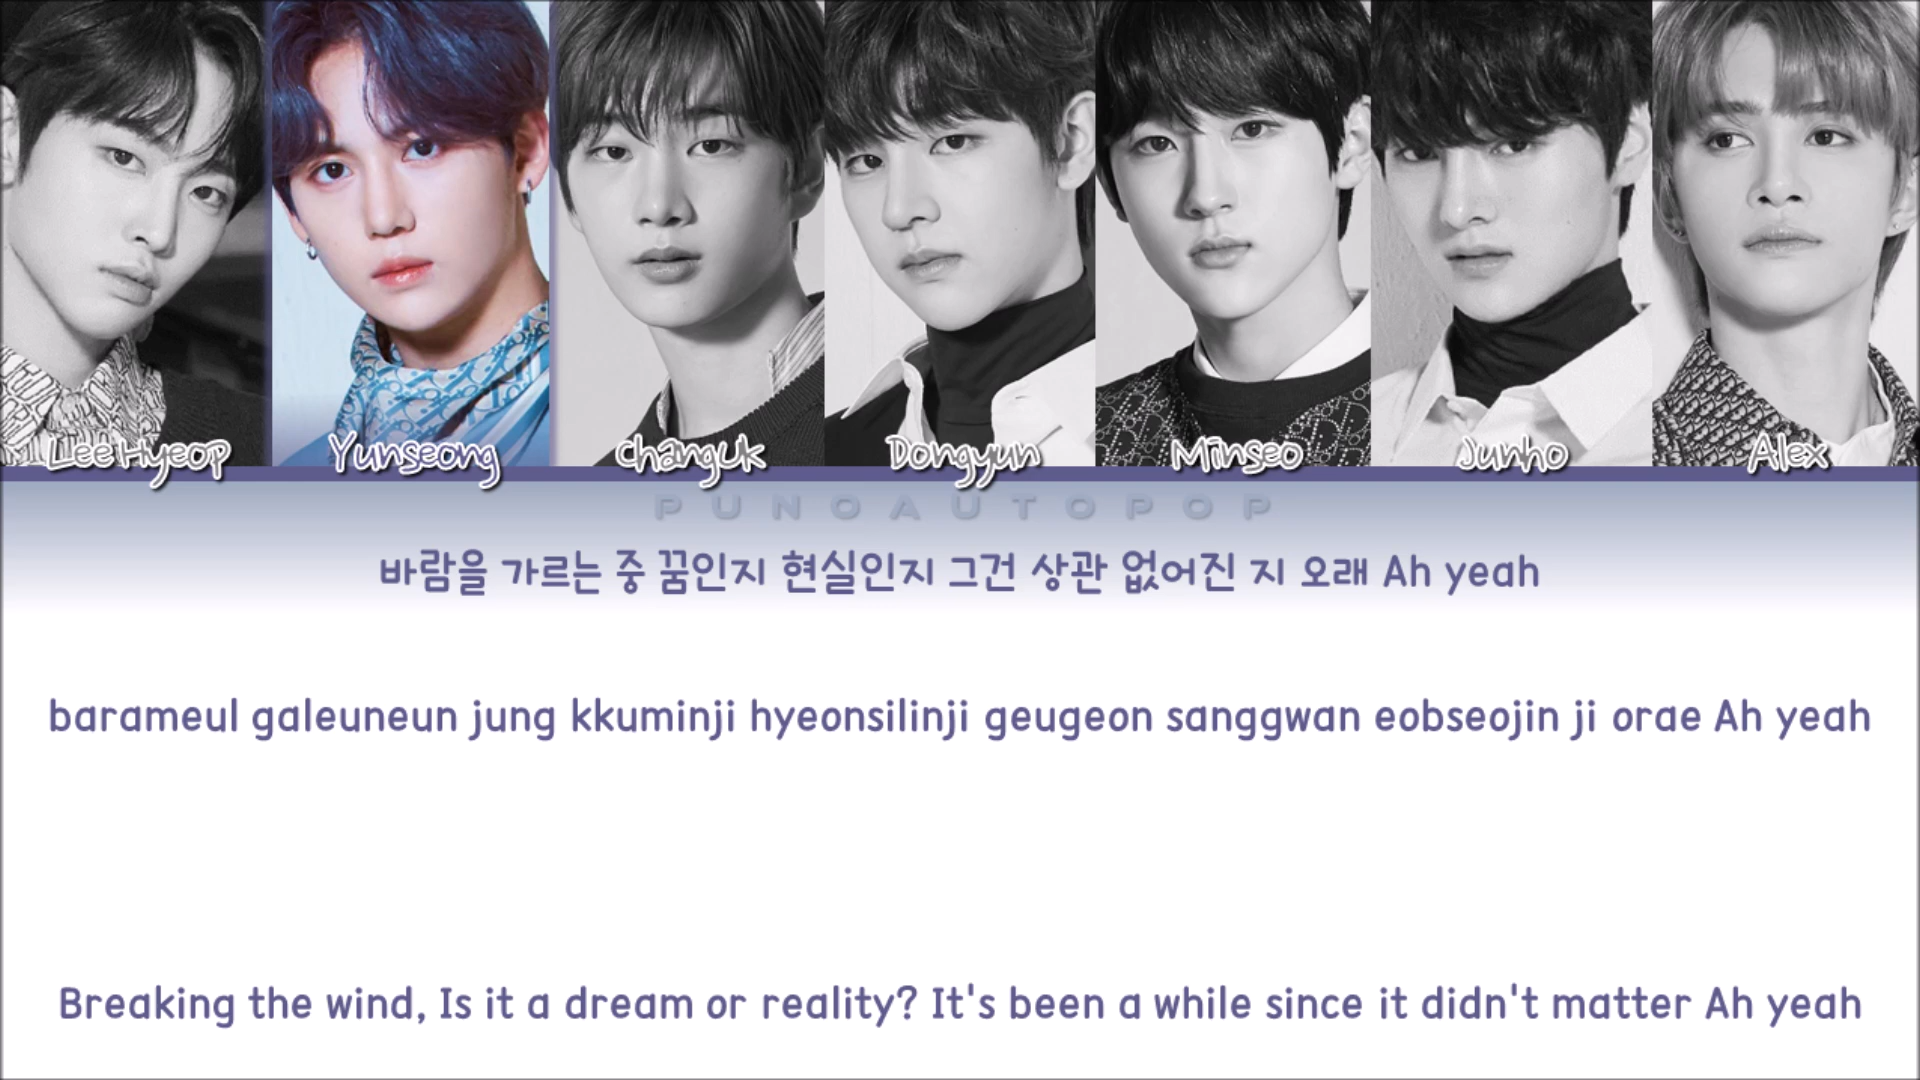 Lee Hyeop Yunseong Changuk Dongyun Minseo Junho Alex
PUNOAUTOPOP
바람을 가르는 중 꿈인지 현실인지 그건 상관 없어진 지 오래 Ah yeah
barameul galeuneun jung kkuminji hyeonsilinji geugeon sanggwan eobseojin ji orae Ah yeah
Breaking the wind, Is it a dream or reality? It's been a while since it didn't matter Ah yeah